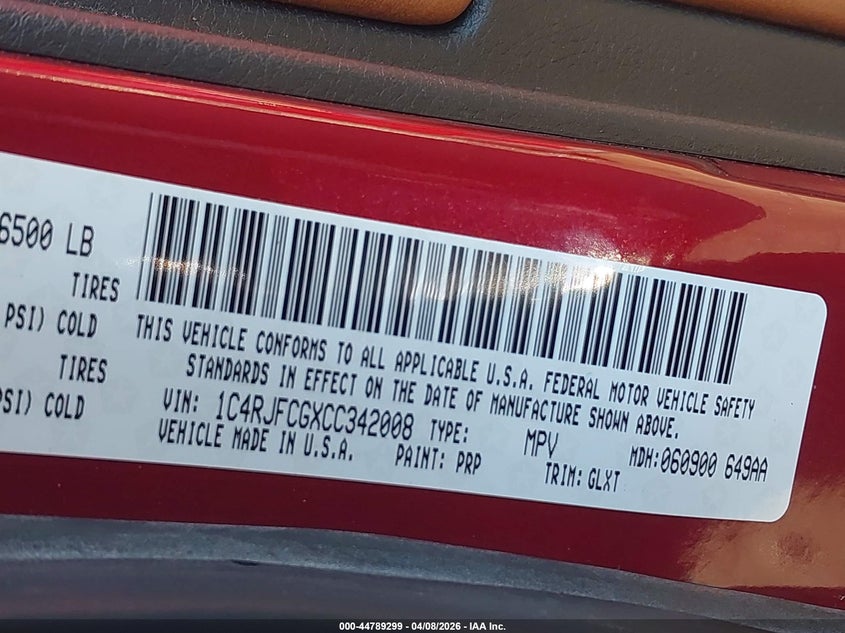 6500 LB
TIRES
PSI) COLD
TIRES
PSI) COLD
THIS VEHICLE CONFORMS TO ALL APPLICABLE U.S.A. FEDERAL MOTOR VEHICLE SAFETY
STANDARDS IN EFFECT ON THE DATE OF MANUFACTURE SHOWN ABOVE.
VIN: 1C4RJFCGXCC342008 TYPE: MPV MDH:060900 649AA
VEHICLE MADE IN U.S.A. PAINT: PRP TRIM: GLXT
000-44789299 - 04/08/2026 - IAA Inc.